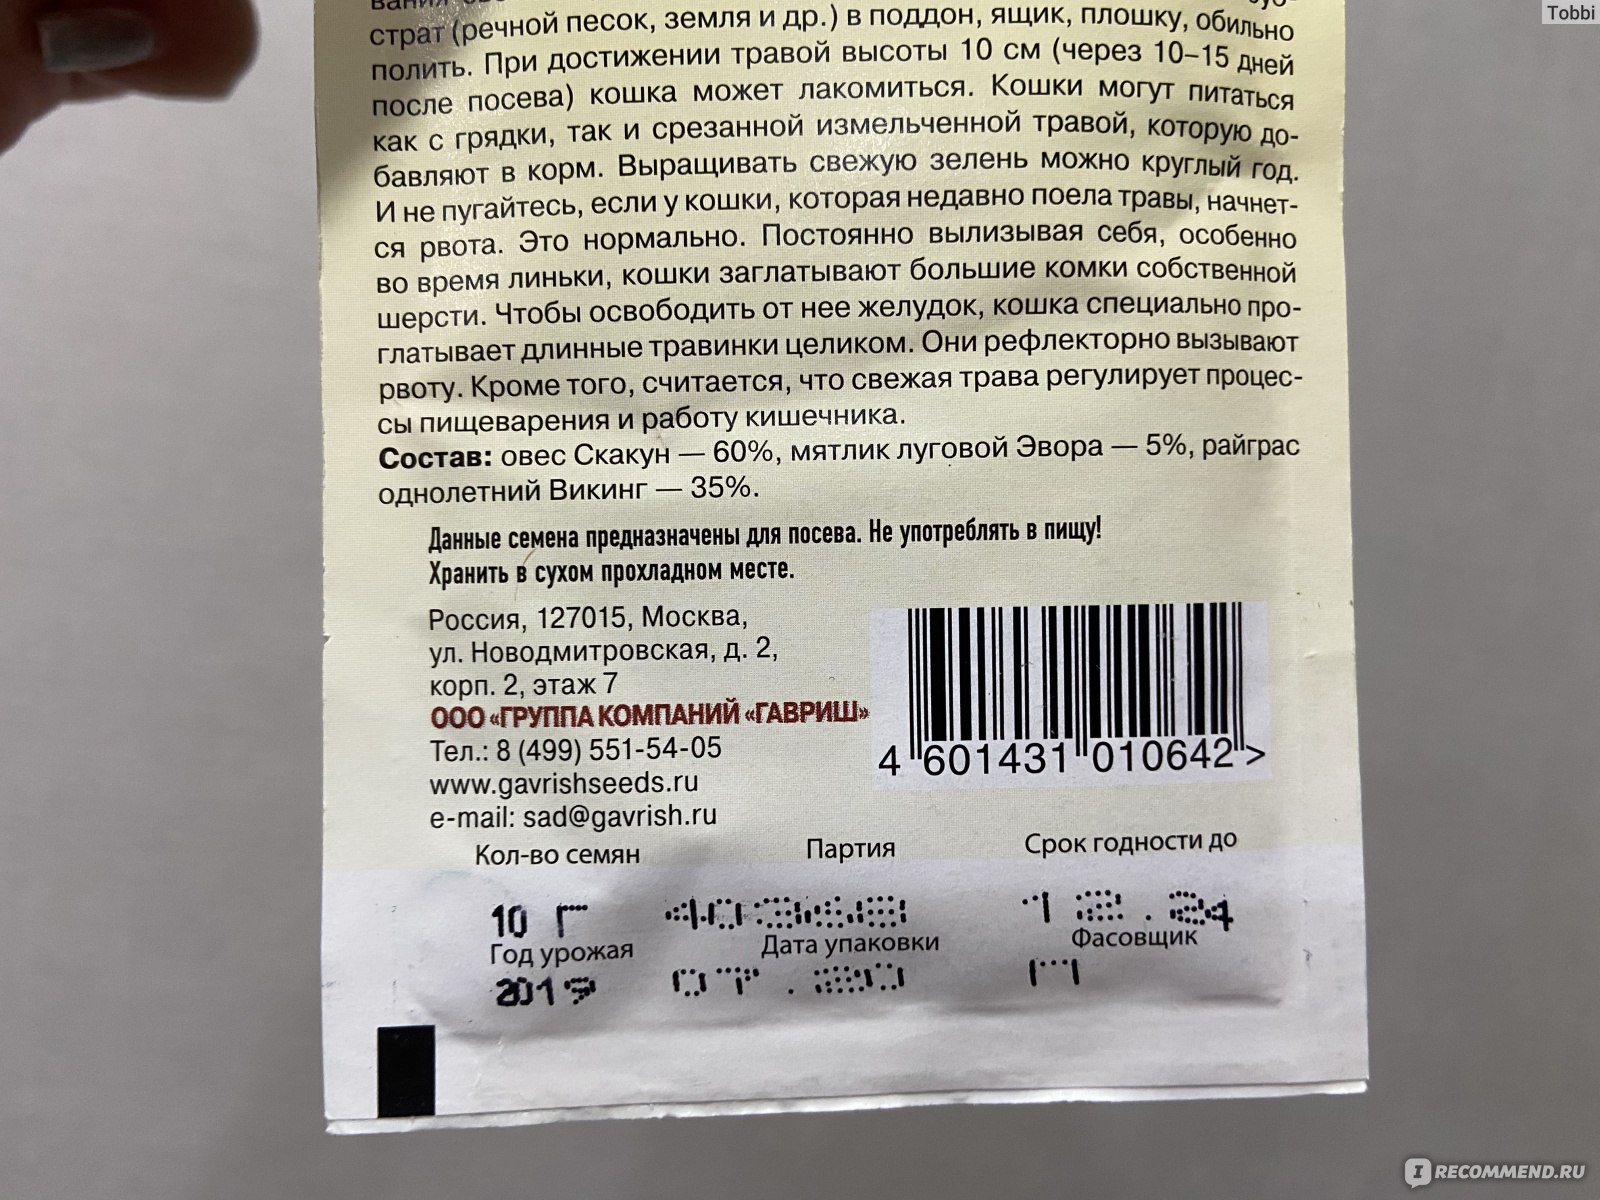 Tobbi
страт (речной песок, земля и др.) в поддон, ящик, плошку, обильно
полить. При достижении травой высоты 10 см (через 10–15 дней
после посева) кошка может лакомиться. Кошки могут питаться
как с грядки, так и срезанной измельченной травой, которую до-
бавляют в корм. Выращивать свежую зелень можно круглый год.
И не пугайтесь, если у кошки, которая недавно поела травы, начнет-
ся рвота. Это нормально. Постоянно вылизывая себя, особенно
во время линьки, кошки заглатывают большие комки собственной
шерсти. Чтобы освободить от нее желудок, кошка специально про-
глатывает длинные травинки целиком. Они рефлекторно вызывают
рвоту. Кроме того, считается, что свежая трава регулирует процес-
сы пищеварения и работу кишечника.
Состав: овес Скакун — 60%, мятлик луговой Эвора — 5%, райграс
однолетний Викинг — 35%.
Данные семена предназначены для посева. Не употреблять в пищу!
Хранить в сухом прохладном месте.
Россия, 127015, Москва,
ул. Новодмитровская, д. 2,
корп. 2, этаж 7
ООО «ГРУППА КОМПАНИЙ «ГАВРИШ»
Тел.: 8 (499) 551-54-05
www.gavrishseeds.ru
e-mail: sad@gavrish.ru
4 601431 010642 >
Кол-во семян Партия Срок годности до
10 Г 12.24
Год урожая Дата упаковки Фасовщик
2019 07.20 П
IRECOMMEND.RU